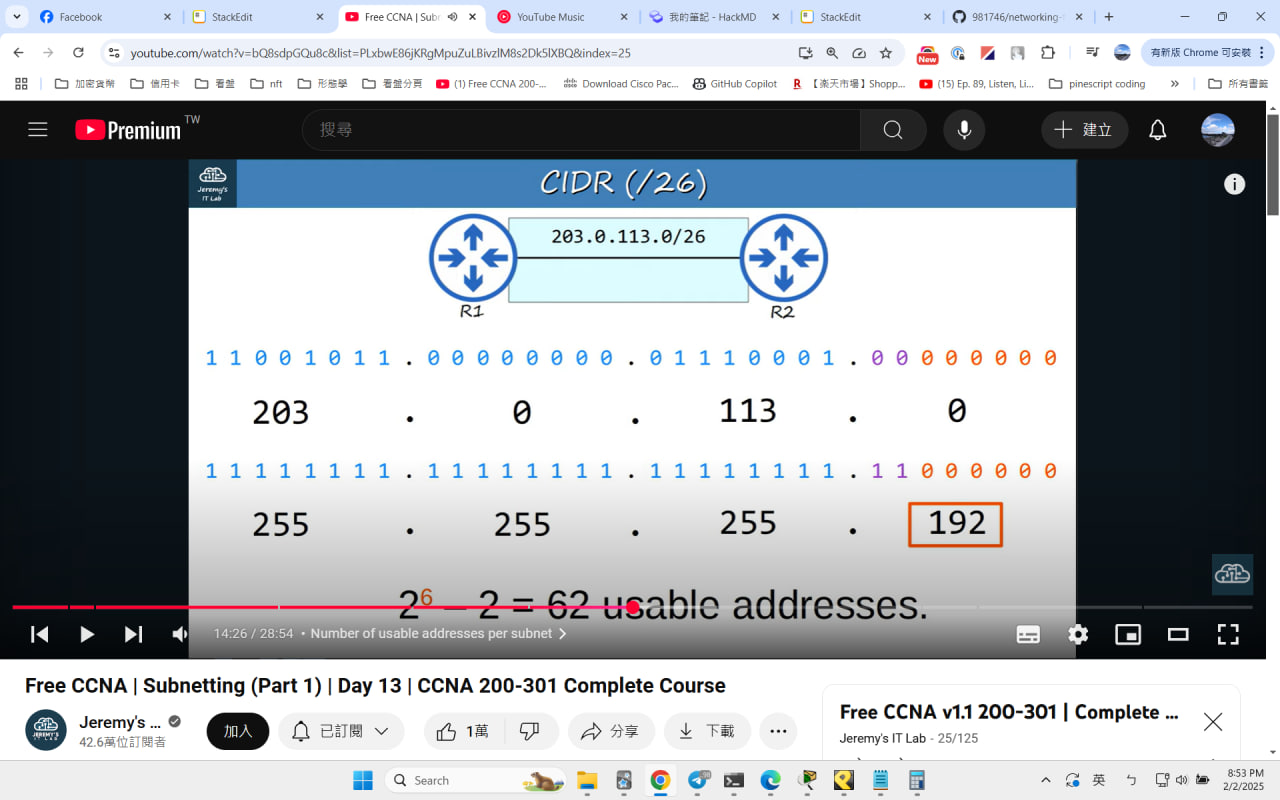 Facebook
StackEdit
Free CCNA | Subn
YouTube Music
我的筆記 - HackMD
StackEdit
981746/networking-
youtube.com/watch?v=bQ8sdpGQu8c&list=PLxbwE86jKRgMpuZuLBivzlM8s2Dk5lXBQ&index=25
New
有新版 Chrome 可安裝
加密貨幣
信用卡
看盤
nft
形態學
看盤分頁
(1) Free CCNA 200-...
Download Cisco Pac...
GitHub Copilot
【楽天市場】Shopp...
(15) Ep. 89, Listen, Li...
pinescript coding
所有書籤
Premium TW
搜尋
建立
Jeremy's
IT Lab
CIDR (/26)
203.0.113.0/26
R1
R2
1 1 0 0 1 0 1 1 . 0 0 0 0 0 0 0 0 . 0 1 1 1 0 0 0 1 . 0 0 0 0 0 0 0 0
203 . 0 . 113 . 0
1 1 1 1 1 1 1 1 . 1 1 1 1 1 1 1 1 . 1 1 1 1 1 1 1 1 . 1 1 0 0 0 0 0 0
255 . 255 . 255 . 192
2⁶ – 2 = 62 usable addresses.
14:26 / 28:54 • Number of usable addresses per subnet
Free CCNA | Subnetting (Part 1) | Day 13 | CCNA 200-301 Complete Course
Jeremy's ...
42.6萬位訂閱者
加入
已訂閱
1萬
分享
下載
Free CCNA v1.1 200-301 | Complete ...
Jeremy's IT Lab - 25/125
Search
英
ㄅ
8:53 PM
2/2/2025